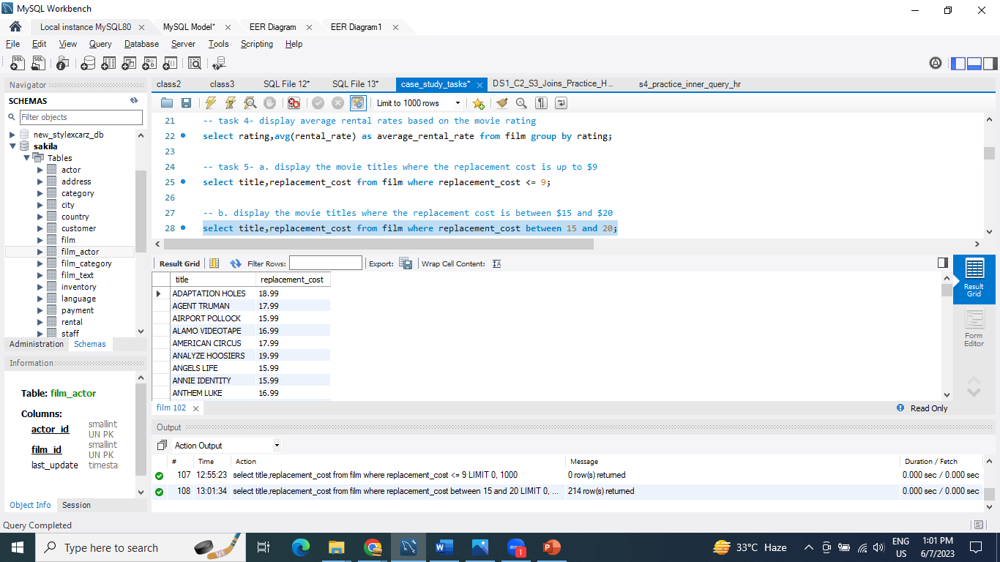 MySQL Workbench
Local instance MySQL80
MySQL Model*
EER Diagram
EER Diagram1
File Edit View Query Database Server Tools Scripting Help
Navigator
SCHEMAS
Filter objects
new_stylexcarz_db
sakila
Tables
actor
address
category
city
country
customer
film
film_actor
film_category
film_text
inventory
language
payment
rental
staff
Administration Schemas
Information
Table: film_actor
Columns:
actor_id smallint
UN PK
film_id smallint
UN PK
last_update timesta
Object Info Session
class2 class3 SQL File 12* SQL File 13* case_study_tasks* DS1_C2_S3_Joins_Practice_H... s4_practice_inner_query_hr
Limit to 1000 rows
21 -- task 4- display average rental rates based on the movie rating
22 select rating,avg(rental_rate) as average_rental_rate from film group by rating;
23
24 -- task 5- a. display the movie titles where the replacement cost is up to $9
25 select title,replacement_cost from film where replacement_cost <= 9;
26
27 -- b. display the movie titles where the replacement cost is between $15 and $20
28 select title,replacement_cost from film where replacement_cost between 15 and 20;
Result Grid Filter Rows: Export: Wrap Cell Content:
title replacement_cost
ADAPTATION HOLES 18.99
AGENT TRUMAN 17.99
AIRPORT POLLOCK 15.99
ALAMO VIDEOTAPE 16.99
AMERICAN CIRCUS 17.99
ANALYZE HOOSIERS 19.99
ANGELS LIFE 15.99
ANNIE IDENTITY 15.99
ANTHEM LUKE 16.99
Result
Grid
Form
Editor
film 102
Read Only
Output
Action Output
# Time Action Message Duration / Fetch
107 12:55:23 select title,replacement_cost from film where replacement_cost <= 9 LIMIT 0, 1000 0 row(s) returned 0.000 sec / 0.000 sec
108 13:01:34 select title,replacement_cost from film where replacement_cost between 15 and 20 LIMIT 0, ... 214 row(s) returned 0.000 sec / 0.000 sec
Query Completed
Type here to search
33°C Haze
ENG
US
1:01 PM
6/7/2023